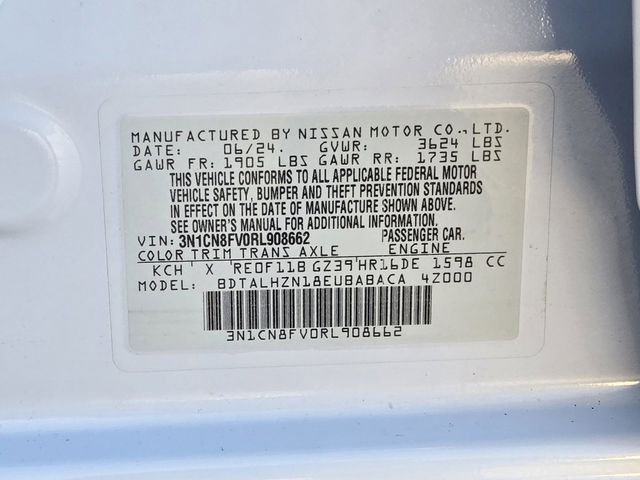 MANUFACTURED BY NISSAN MOTOR CO., LTD.
DATE: 06/24. GVWR: 3624 LBS
GAWR FR: 1905 LBS GAWR RR: 1735 LBS
THIS VEHICLE CONFORMS TO ALL APPLICABLE FEDERAL MOTOR
VEHICLE SAFETY, BUMPER AND THEFT PREVENTION STANDARDS
IN EFFECT ON THE DATE OF MANUFACTURE SHOWN ABOVE.
SEE OWNER'S MANUAL FOR ADDITIONAL INFORMATION.
VIN: 3N1CN8FV0RL908662 PASSENGER CAR.
COLOR TRIM TRANS AXLE ENGINE
KCH ' X ' RE0F11B GZ39 ' HR16DE 1598 CC
MODEL: BDTALHZN18EUBABACA 4Z000
3N1CN8FV0RL908662